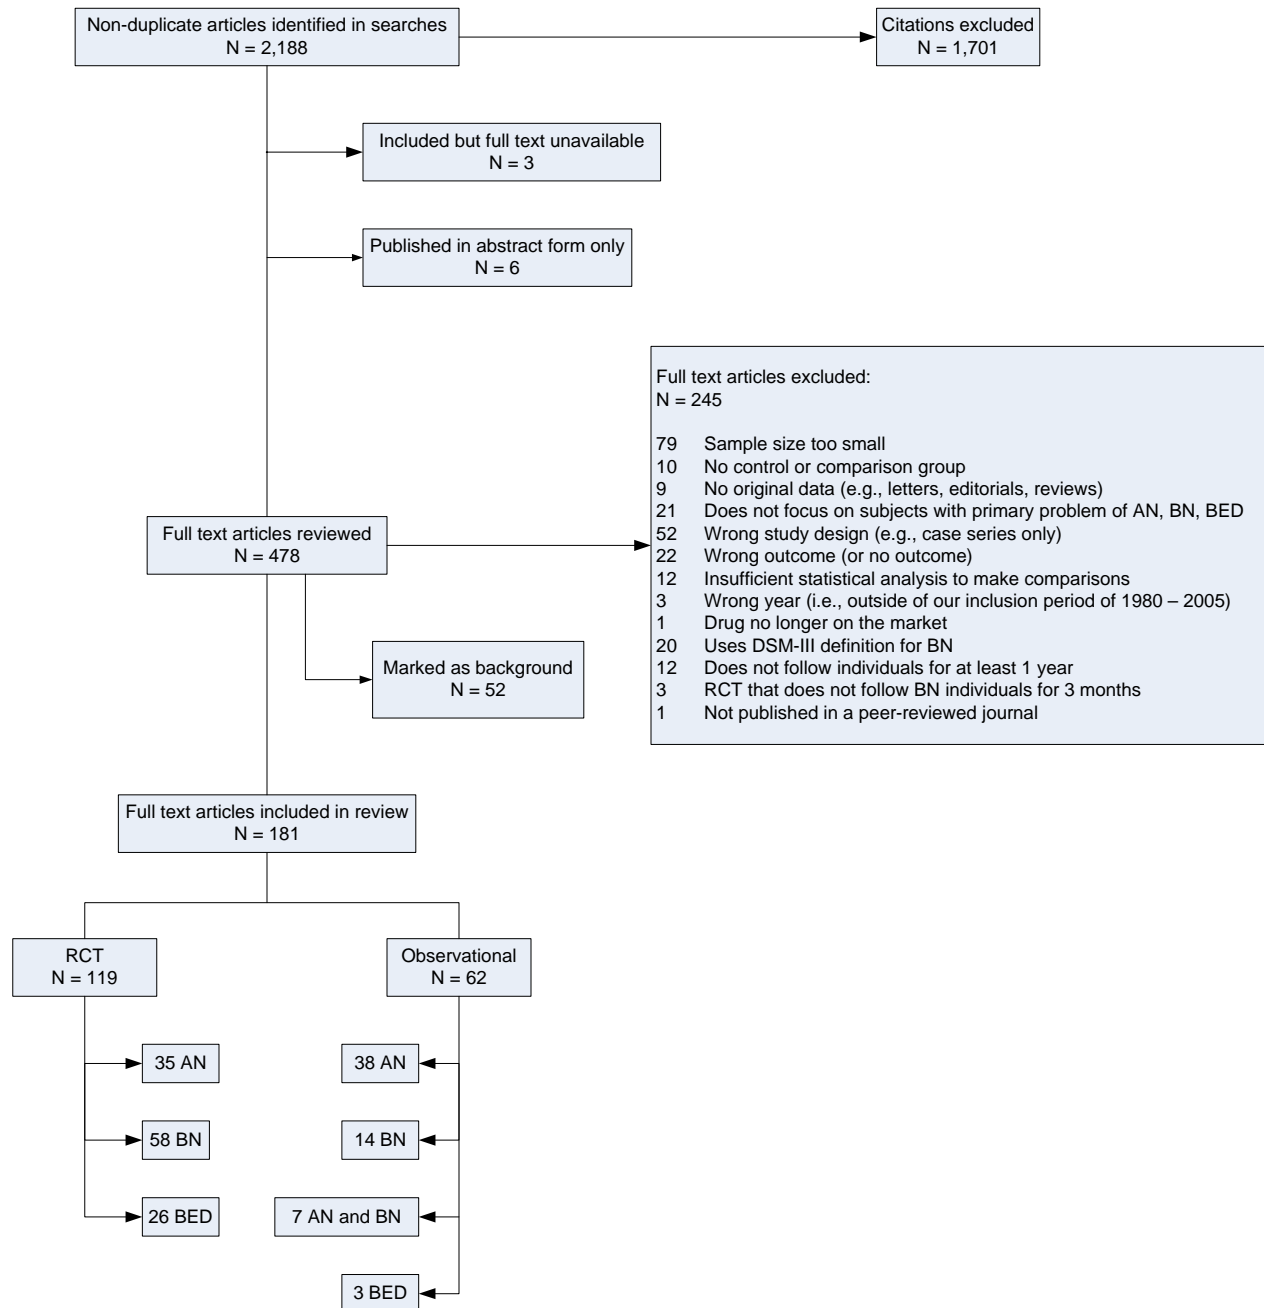 Non-duplicate articles identified in searches
N = 2,188
Citations excluded
N = 1,701
Included but full text unavailable
N = 3
Published in abstract form only
N = 6
Full text articles excluded:
N = 245
79 Sample size too small
10 No control or comparison group
9 No original data (e.g., letters, editorials, reviews)
21 Does not focus on subjects with primary problem of AN, BN, BED
52 Wrong study design (e.g., case series only)
22 Wrong outcome (or no outcome)
12 Insufficient statistical analysis to make comparisons
3 Wrong year (i.e., outside of our inclusion period of 1980 – 2005)
1 Drug no longer on the market
20 Uses DSM-III definition for BN
12 Does not follow individuals for at least 1 year
3 RCT that does not follow BN individuals for 3 months
1 Not published in a peer-reviewed journal
Full text articles reviewed
N = 478
Marked as background
N = 52
Full text articles included in review
N = 181
RCT
N = 119
Observational
N = 62
35 AN
38 AN
58 BN
14 BN
26 BED
7 AN and BN
3 BED